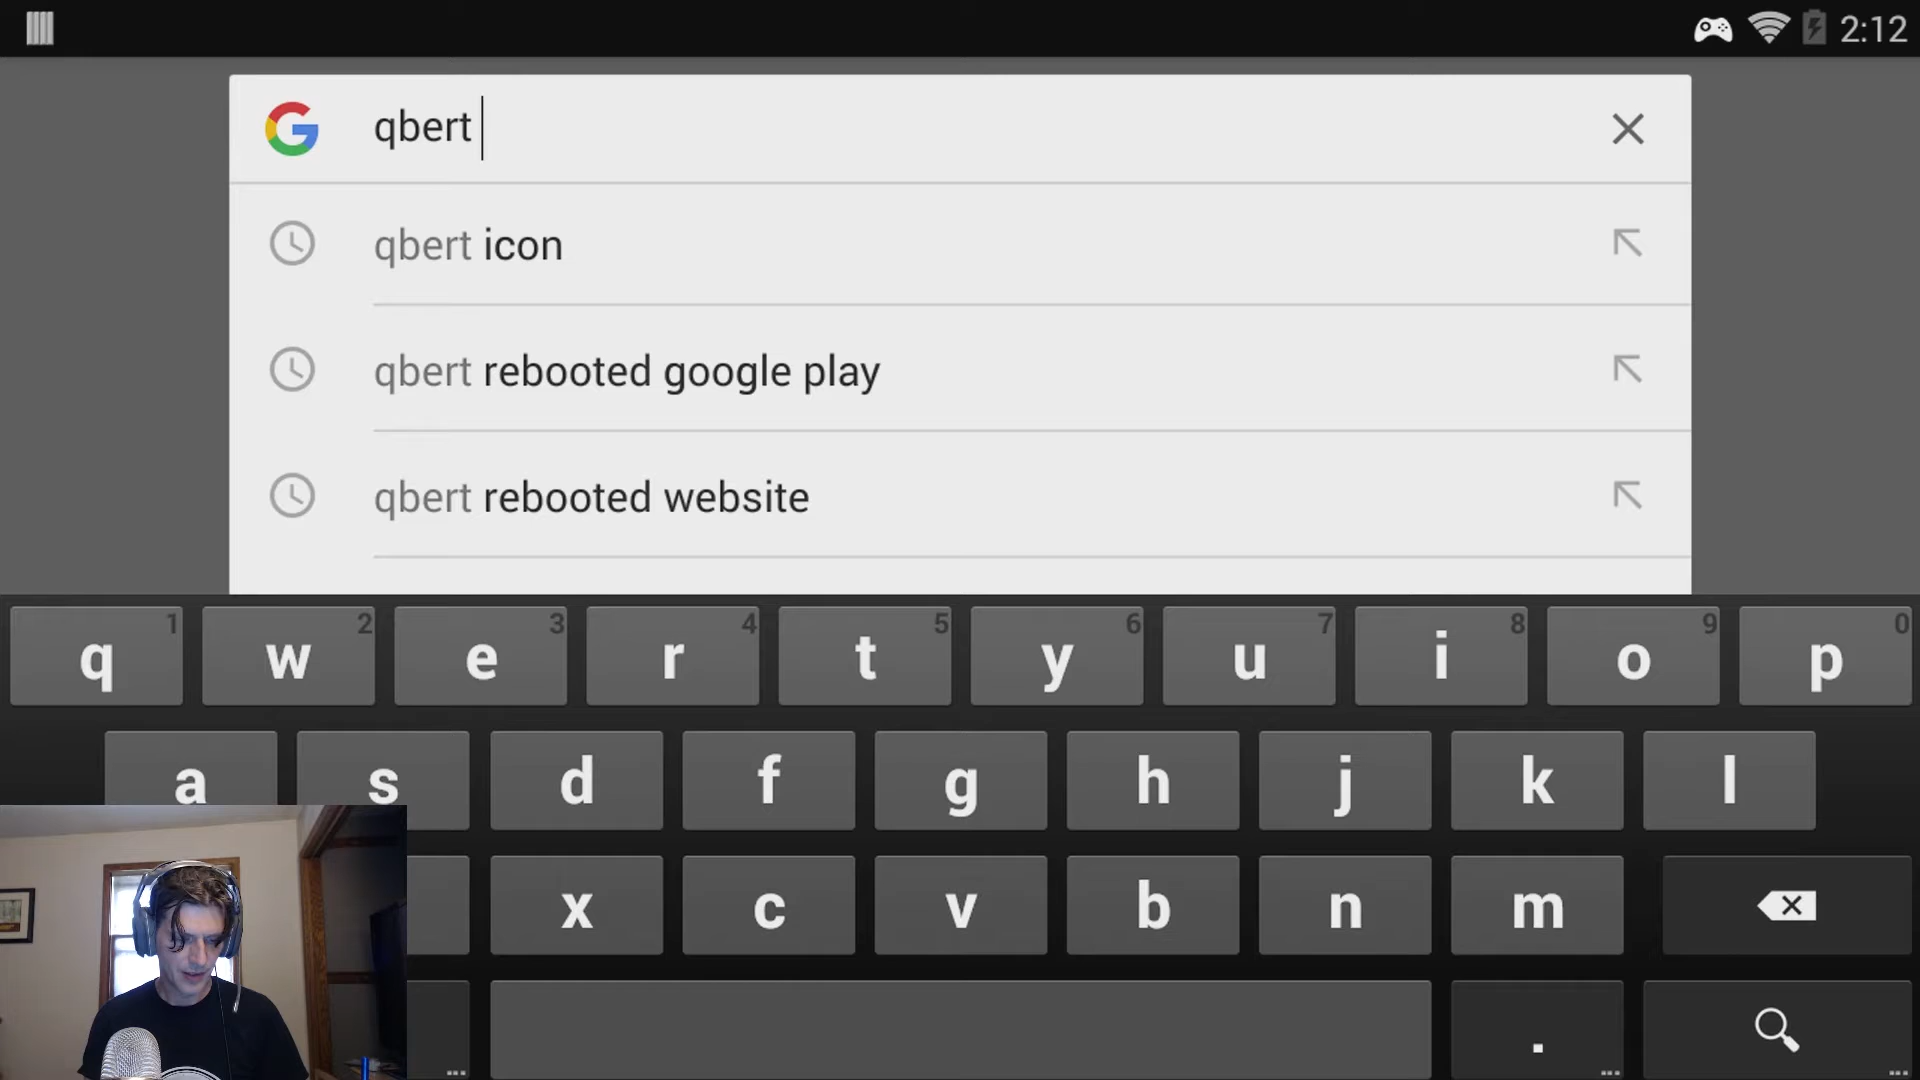 2:12
qbert
qbert icon
qbert rebooted google play
qbert rebooted website
1 2 3 4 5 6 7 8 9 0
q w e r t y u i o p
a s d f g h j k l
x c v b n m
. 
... ... ...